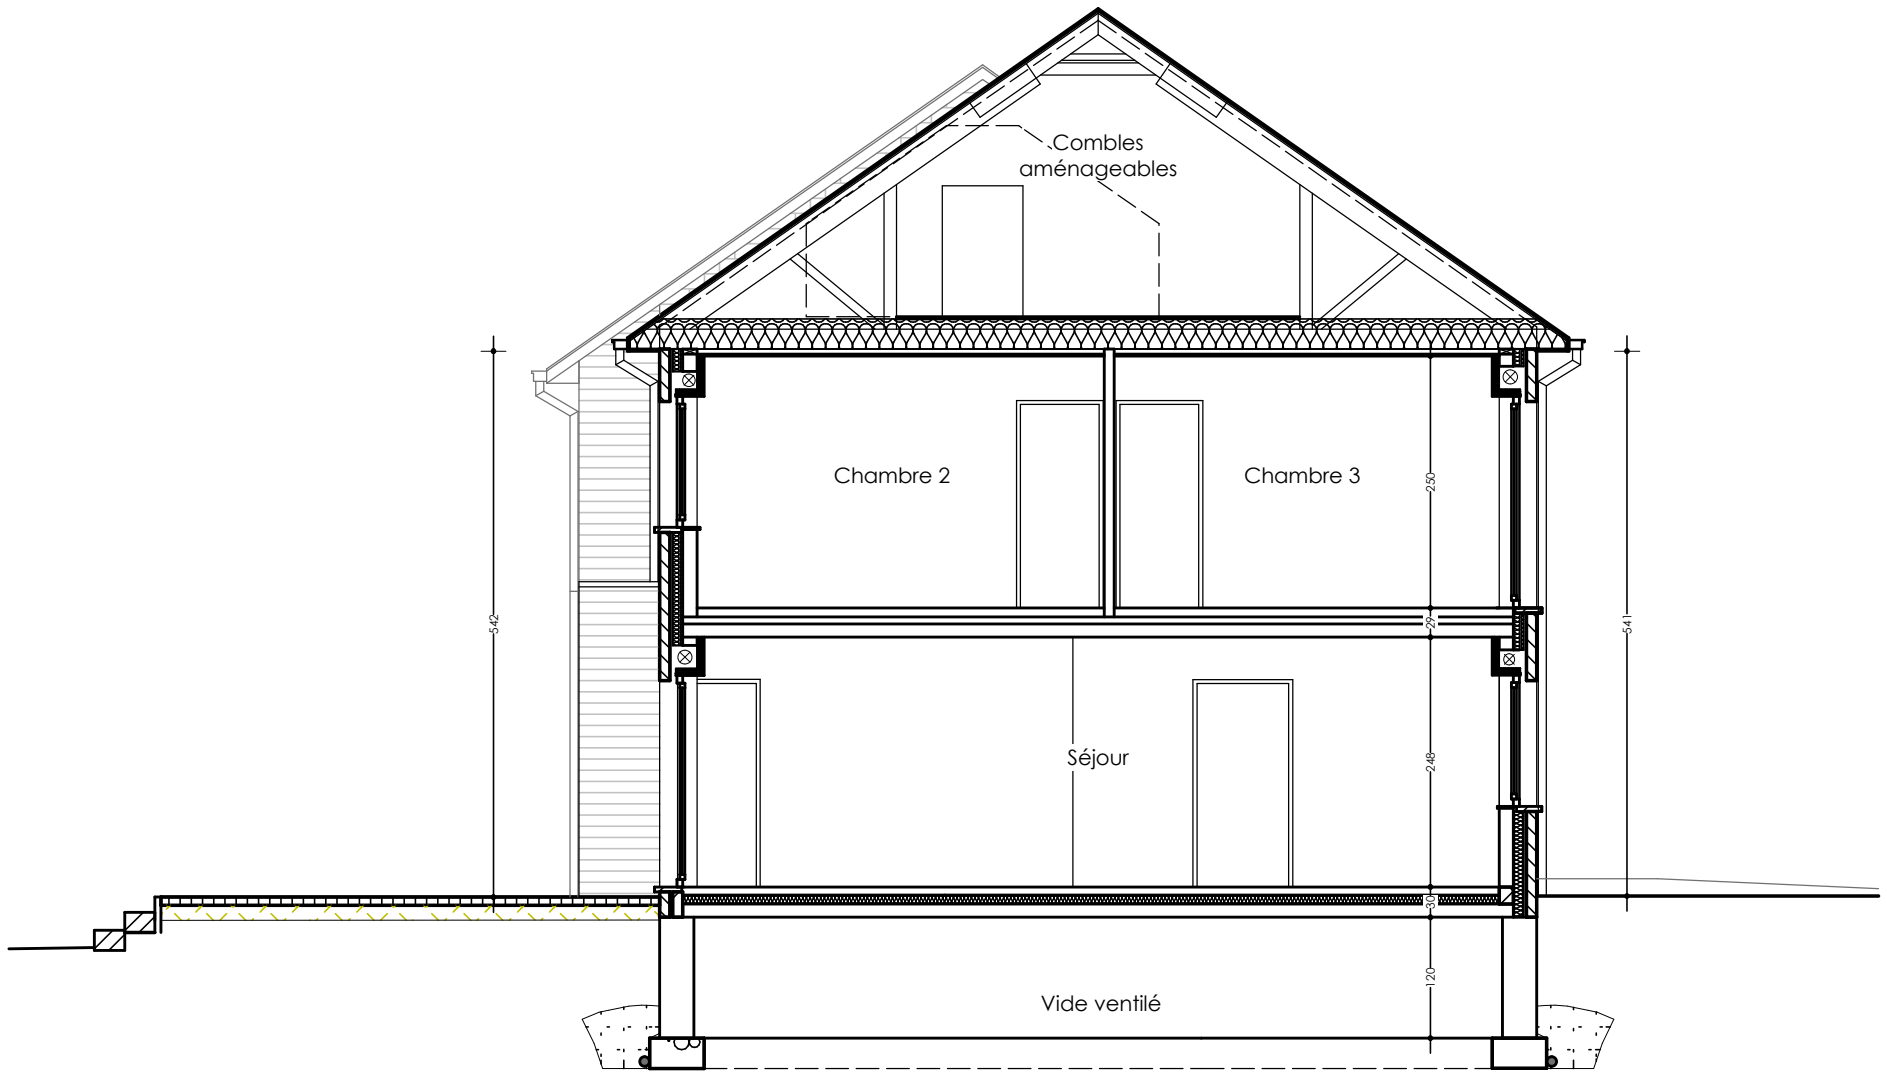 Combles
aménageables
Chambre 2
Chambre 3
250
542
29
541
Séjour
248
30
120
Vide ventilé